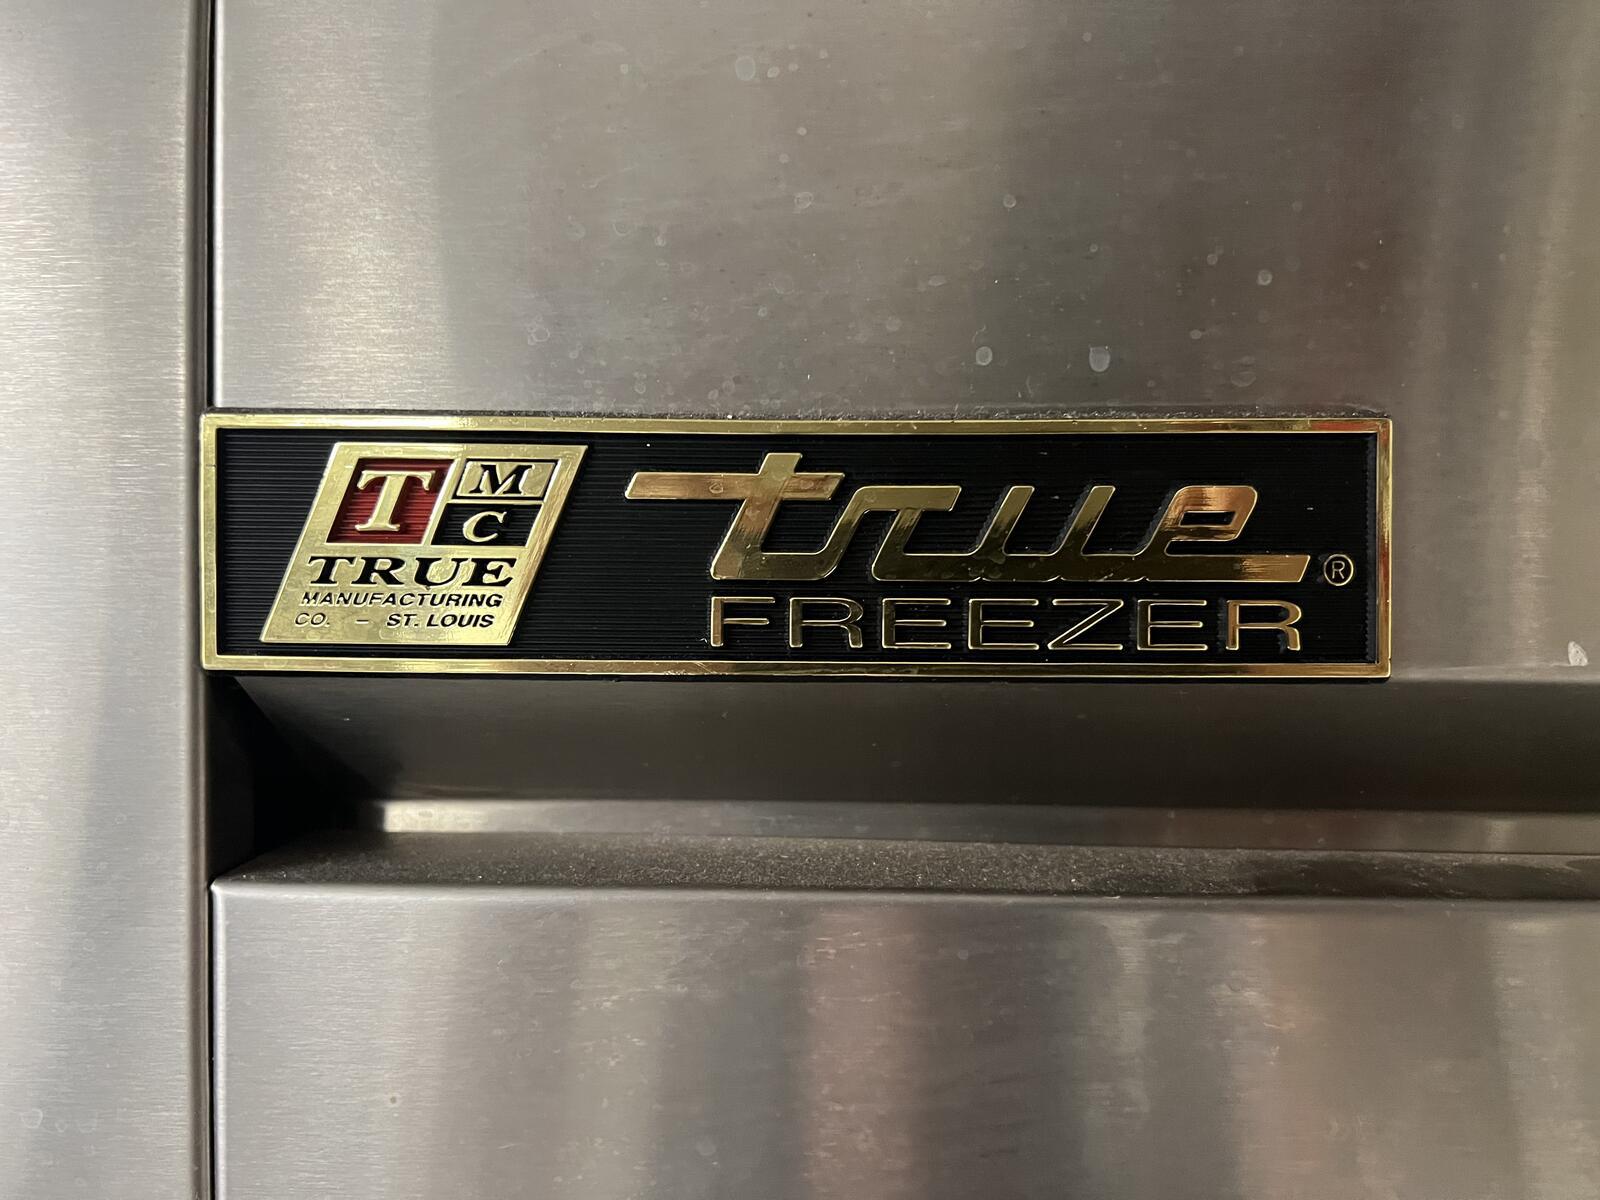 T M
C
TRUE
MANUFACTURING
CO. – ST. LOUIS
true ®
FREEZER